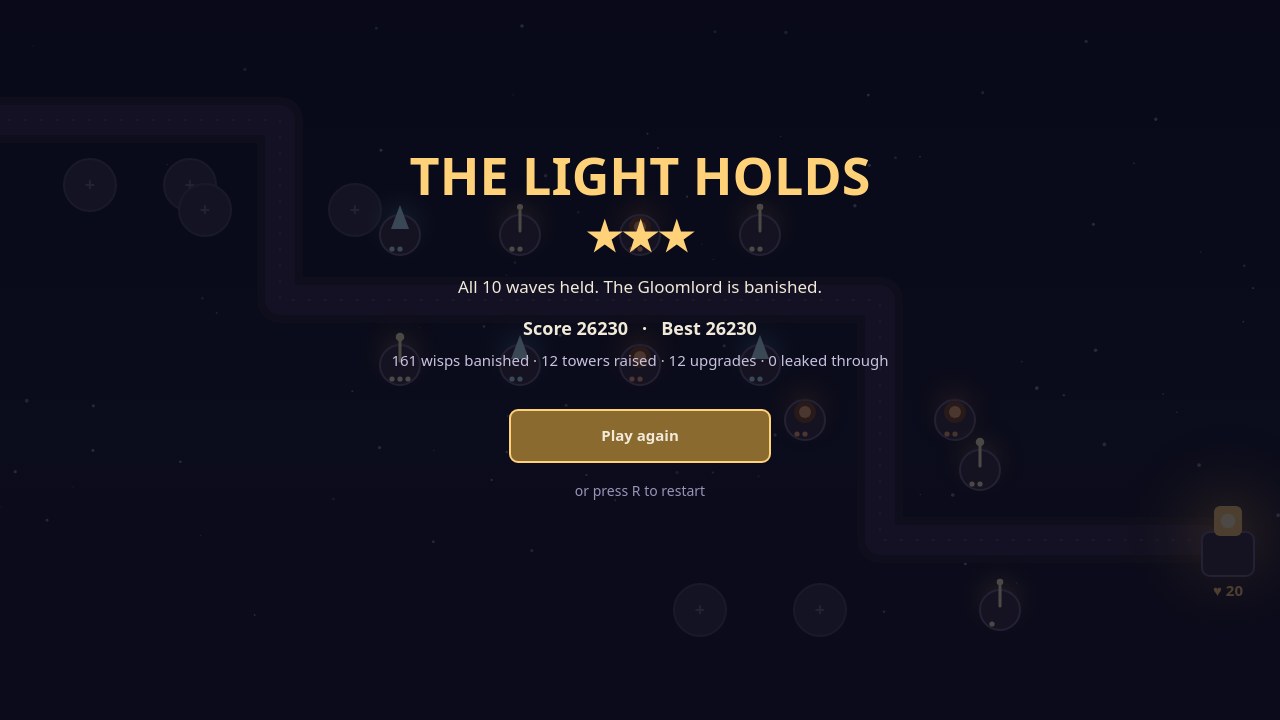 THE LIGHT HOLDS
★★★
All 10 waves held. The Gloomlord is banished.
Score 26230 · Best 26230
161 wisps banished · 12 towers raised · 12 upgrades · 0 leaked through
Play again
or press R to restart
♥ 20